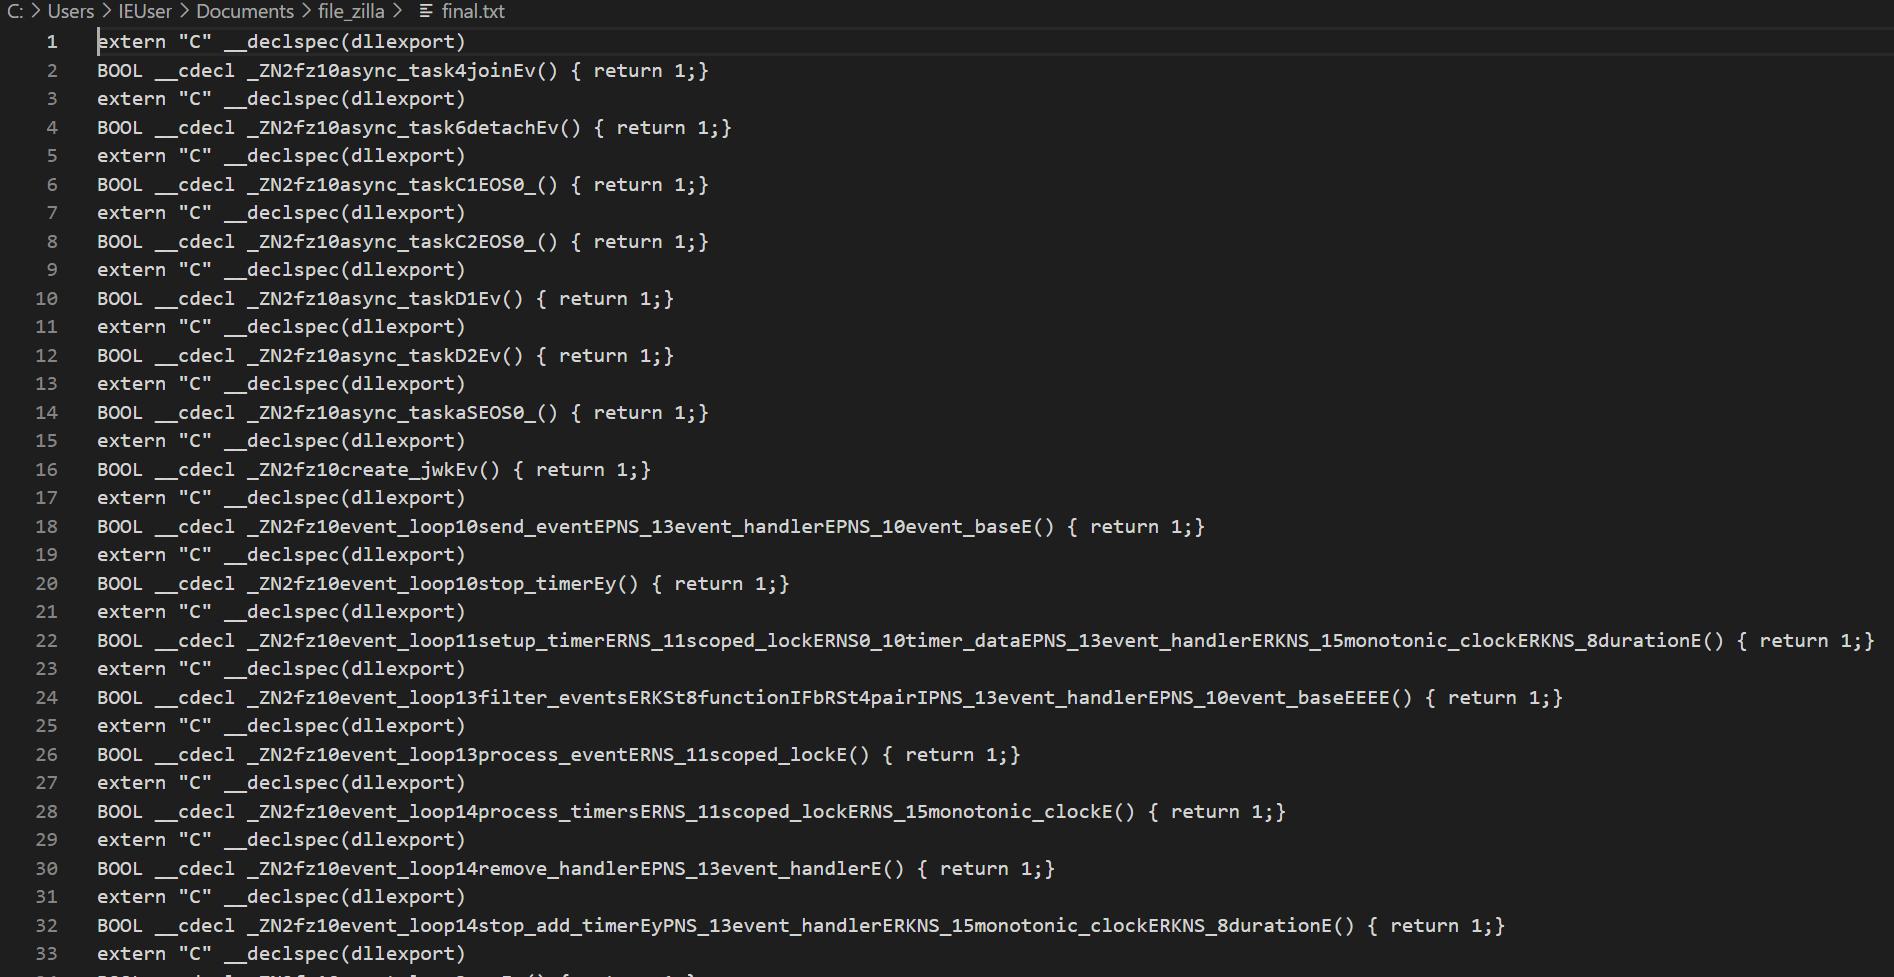 C: > Users > IEUser > Documents > file_zilla > final.txt
1 extern "C" __declspec(dllexport)
2 BOOL __cdecl _ZN2fz10async_task4joinEv() { return 1;}
3 extern "C" __declspec(dllexport)
4 BOOL __cdecl _ZN2fz10async_task6detachEv() { return 1;}
5 extern "C" __declspec(dllexport)
6 BOOL __cdecl _ZN2fz10async_taskC1EOS0_() { return 1;}
7 extern "C" __declspec(dllexport)
8 BOOL __cdecl _ZN2fz10async_taskC2EOS0_() { return 1;}
9 extern "C" __declspec(dllexport)
10 BOOL __cdecl _ZN2fz10async_taskD1Ev() { return 1;}
11 extern "C" __declspec(dllexport)
12 BOOL __cdecl _ZN2fz10async_taskD2Ev() { return 1;}
13 extern "C" __declspec(dllexport)
14 BOOL __cdecl _ZN2fz10async_taskaSEOS0_() { return 1;}
15 extern "C" __declspec(dllexport)
16 BOOL __cdecl _ZN2fz10create_jwkEv() { return 1;}
17 extern "C" __declspec(dllexport)
18 BOOL __cdecl _ZN2fz10event_loop10send_eventEPNS_13event_handlerEPNS_10event_baseE() { return 1;}
19 extern "C" __declspec(dllexport)
20 BOOL __cdecl _ZN2fz10event_loop10stop_timerEy() { return 1;}
21 extern "C" __declspec(dllexport)
22 BOOL __cdecl _ZN2fz10event_loop11setup_timerERNS_11scoped_lockERNS0_10timer_dataEPNS_13event_handlerERKNS_15monotonic_clockERKNS_8durationE() { return 1;}
23 extern "C" __declspec(dllexport)
24 BOOL __cdecl _ZN2fz10event_loop13filter_eventsERKSt8functionIFbRSt4pairIPNS_13event_handlerEPNS_10event_baseEEEE() { return 1;}
25 extern "C" __declspec(dllexport)
26 BOOL __cdecl _ZN2fz10event_loop13process_eventERNS_11scoped_lockE() { return 1;}
27 extern "C" __declspec(dllexport)
28 BOOL __cdecl _ZN2fz10event_loop14process_timersERNS_11scoped_lockERNS_15monotonic_clockE() { return 1;}
29 extern "C" __declspec(dllexport)
30 BOOL __cdecl _ZN2fz10event_loop14remove_handlerEPNS_13event_handlerE() { return 1;}
31 extern "C" __declspec(dllexport)
32 BOOL __cdecl _ZN2fz10event_loop14stop_add_timerEyPNS_13event_handlerERKNS_15monotonic_clockERKNS_8durationE() { return 1;}
33 extern "C" __declspec(dllexport)